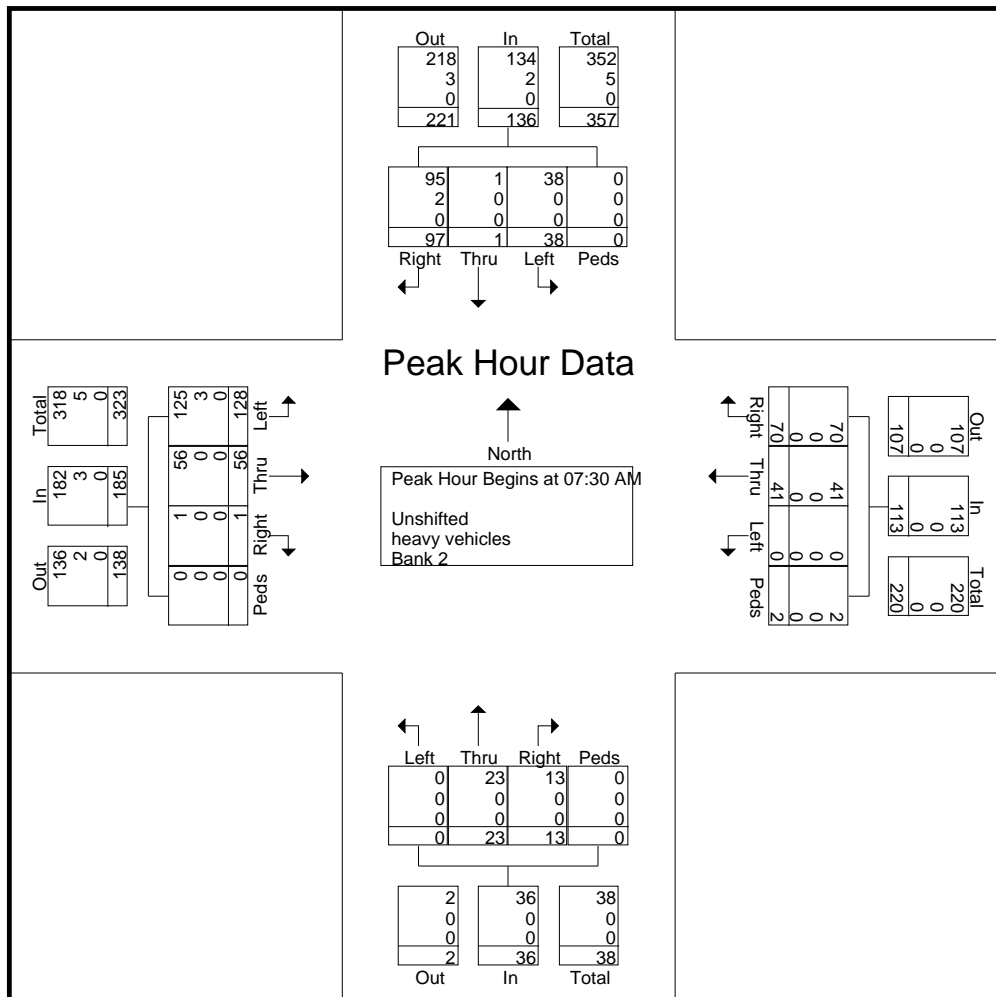 Out In Total
218 134 352
3 2 5
0 0 0
221 136 357
95 1 38 0
2 0 0 0
0 0 0 0
97 1 38 0
Right Thru Left Peds
Peak Hour Data
North
Peak Hour Begins at 07:30 AM
Unshifted
heavy vehicles
Bank 2
Total
318 5 0 323
In
182 3 0 185
Out
136 2 0 138
125 3 0 128
Left
56 0 0 56
Thru
1 0 0 1
Right
0 0 0 0
Peds
Right
70 0 0 70
Thru
41 0 0 41
Left
0 0 0 0
Peds
2 0 0 2
Out
107 0 0 107
In
113 0 0 113
Total
220 0 0 220
Left Thru Right Peds
0 23 13 0
0 0 0 0
0 0 0 0
0 23 13 0
2 36 38
0 0 0
0 0 0
2 36 38
Out In Total